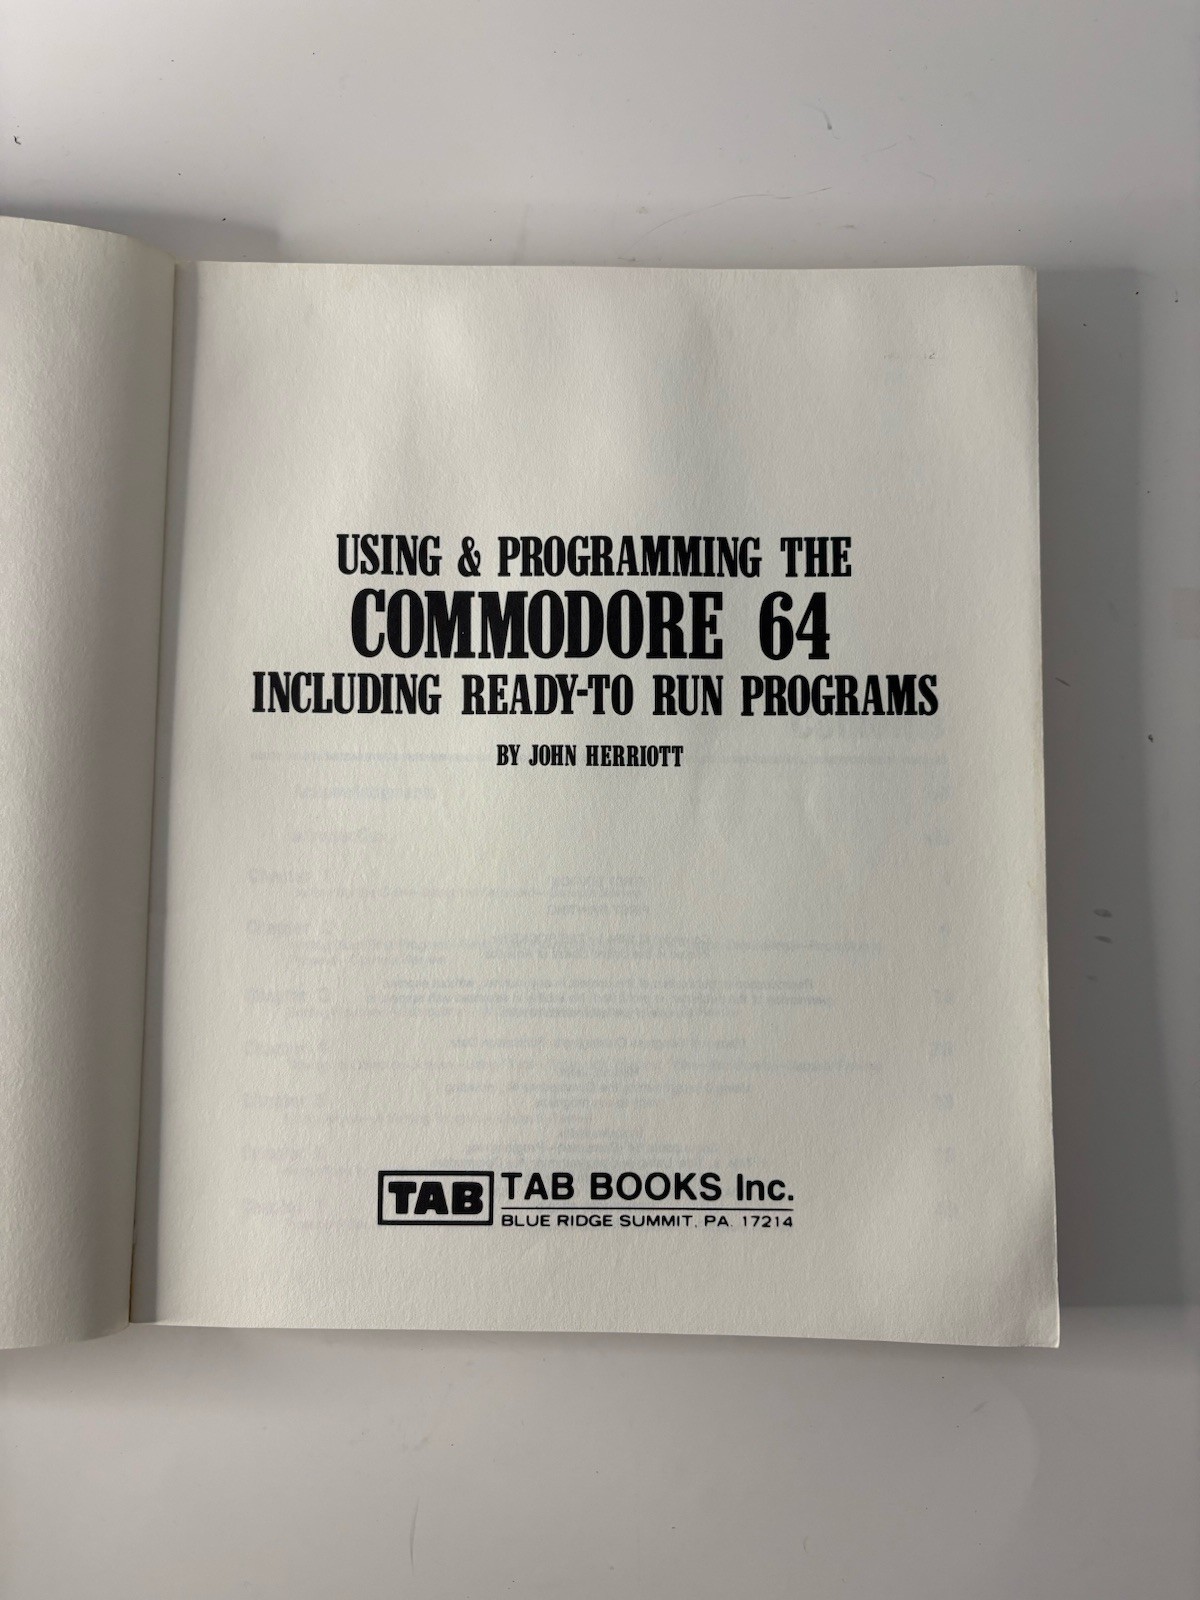 USING & PROGRAMMING THE
COMMODORE 64
INCLUDING READY-TO RUN PROGRAMS
BY JOHN HERRIOTT
TAB
TAB BOOKS Inc.
BLUE RIDGE SUMMIT, PA. 17214